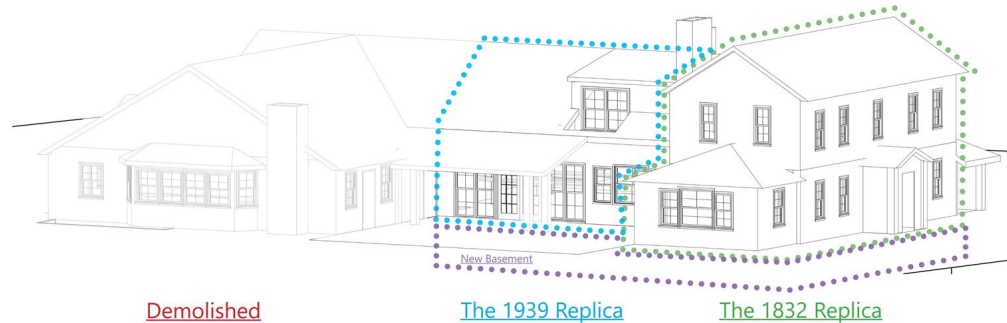 New Basement
Demolished
The 1939 Replica
The 1832 Replica